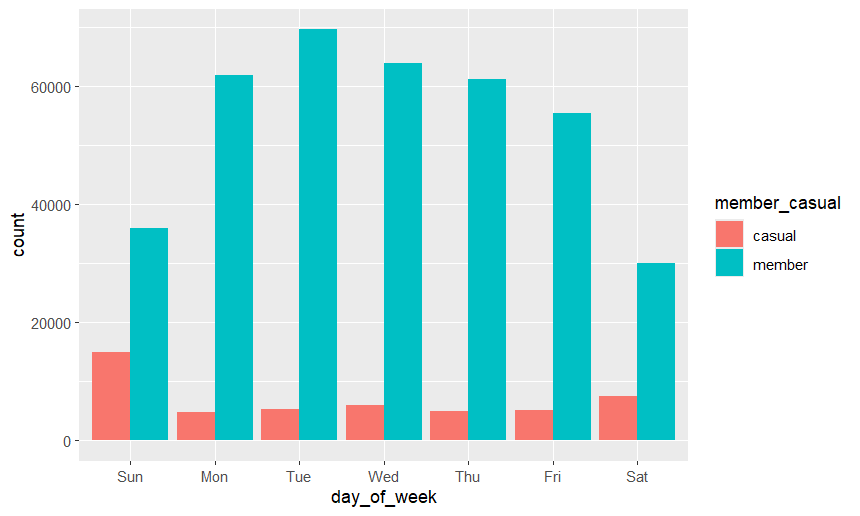 count
60000
40000
20000
0
Sun Mon Tue Wed Thu Fri Sat
day_of_week
member_casual
casual
member